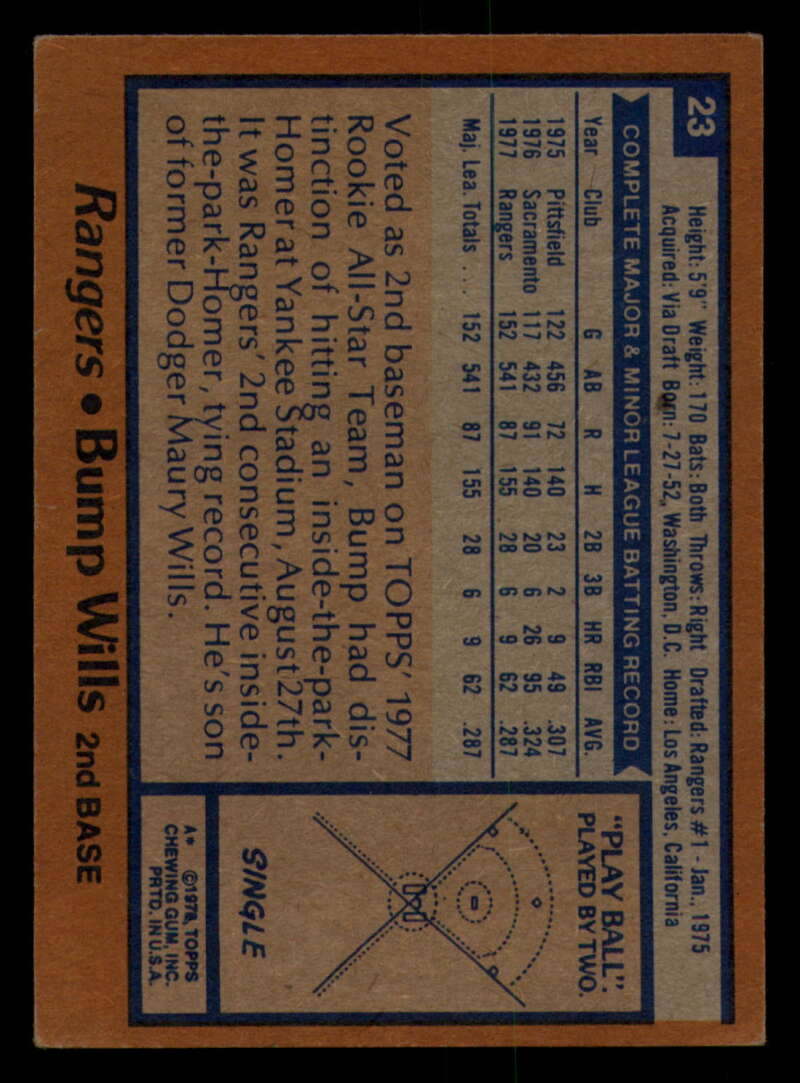 23
Height: 5'9" Weight: 170 Bats: Both Throws: Right Drafted: Rangers #1 - Jan., 1975
Acquired: Via Draft Born: 7-27-52, Washington, D.C. Home: Los Angeles, California
COMPLETE MAJOR & MINOR LEAGUE BATTING RECORD
Year Club G AB R H 2B 3B HR RBI AVG.
1975 Pittsfield 122 456 72 140 23 2 9 49 .307
1976 Sacramento 117 432 91 140 20 6 26 95 .324
1977 Rangers 152 541 87 155 28 6 9 62 .287
Maj. Lea. Totals .... 152 541 87 155 28 6 9 62 .287
Voted as 2nd baseman on TOPPS' 1977
Rookie All-Star Team, Bump had dis-
tinction of hitting an inside-the-park-
Homer at Yankee Stadium, August 27th.
It was Rangers' 2nd consecutive inside-
the-park-Homer, tying record. He's son
of former Dodger Maury Wills.
"PLAY BALL":
PLAYED BY TWO.
SINGLE
A* ©1978, TOPPS
CHEWING GUM, INC.
PRTD. IN U.S.A.
Rangers • Bump Wills 2nd BASE